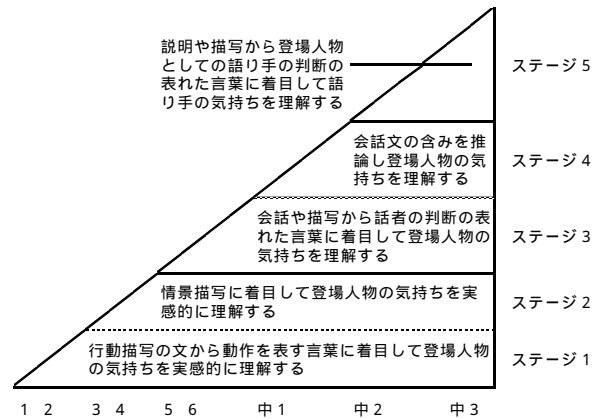 説明や描写から登場人物
としての語り手の判断の
表れた言葉に着目して語
り手の気持ちを理解する
ステージ5
会話文の含みを推
論し登場人物の気
持ちを理解する
ステージ4
会話や描写から話者の判断の表
れた言葉に着目して登場人物の
気持ちを理解する
ステージ3
情景描写に着目して登場人物の気持ちを実
感的に理解する
ステージ2
行動描写の文から動作を表す言葉に着目して登場人物
の気持ちを実感的に理解する
ステージ1
1 2 3 4 5 6 中1 中2 中3